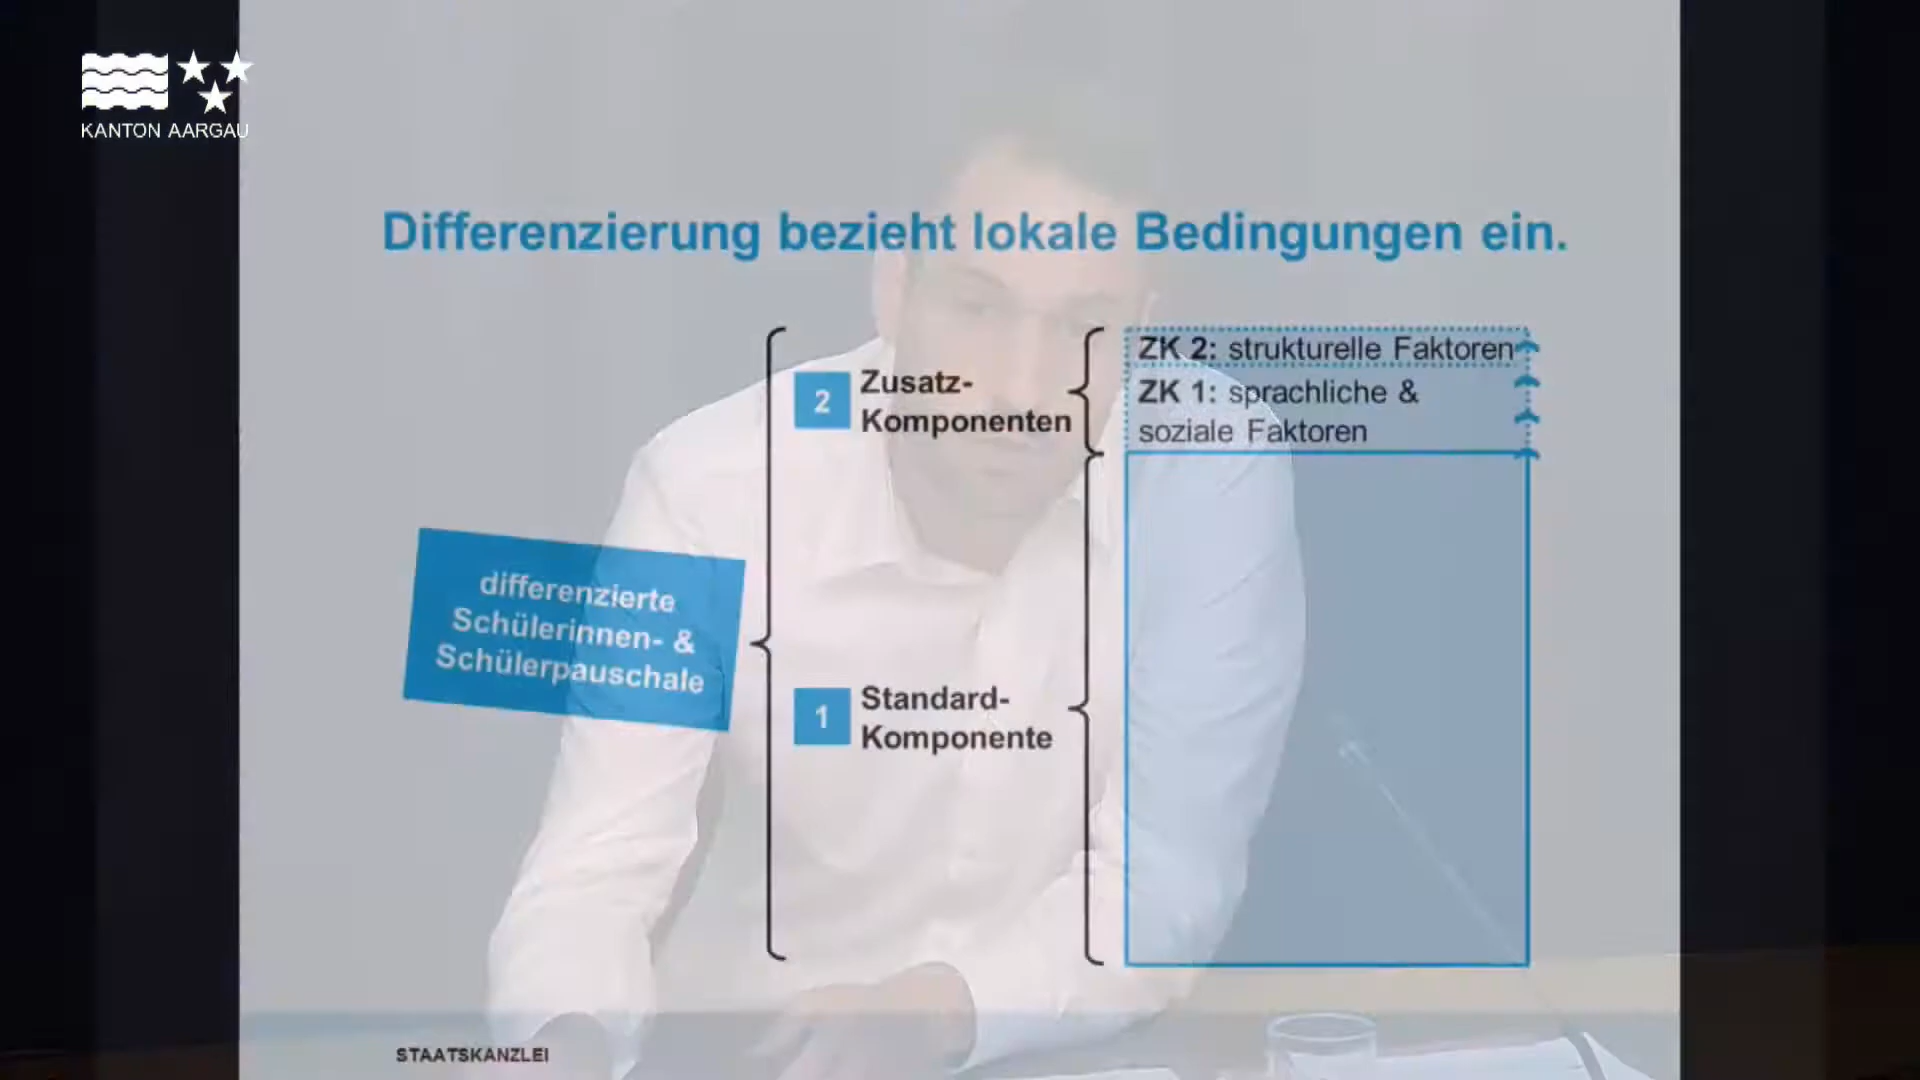 KANTON AARGAU
Differenzierung bezieht lokale Bedingungen ein.
ZK 2: strukturelle Faktoren
ZK 1: sprachliche &
soziale Faktoren
2
Zusatz-
Komponenten
differenzierte
Schülerinnen- &
Schülerpauschale
1
Standard-
Komponente
STAATSKANZLEI